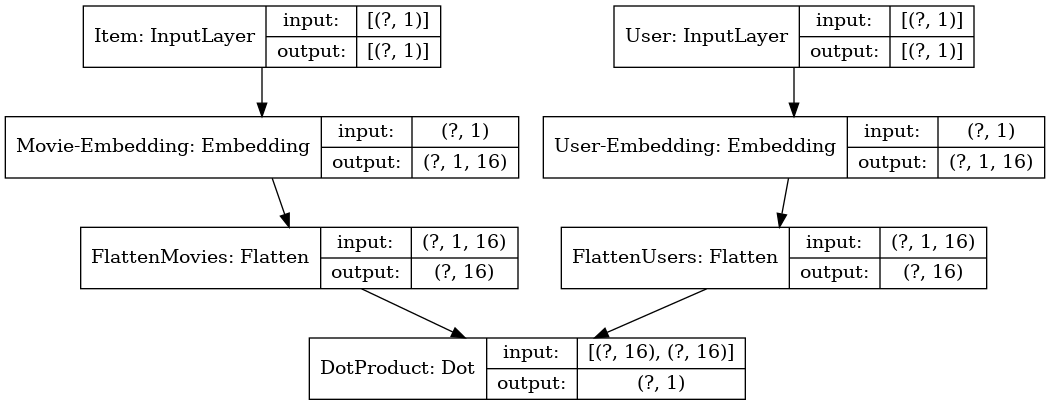 Item: InputLayer input: [(?, 1)]
output: [(?, 1)]
User: InputLayer input: [(?, 1)]
output: [(?, 1)]
Movie-Embedding: Embedding input: (?, 1)
output: (?, 1, 16)
User-Embedding: Embedding input: (?, 1)
output: (?, 1, 16)
FlattenMovies: Flatten input: (?, 1, 16)
output: (?, 16)
FlattenUsers: Flatten input: (?, 1, 16)
output: (?, 16)
DotProduct: Dot input: [(?, 16), (?, 16)]
output: (?, 1)